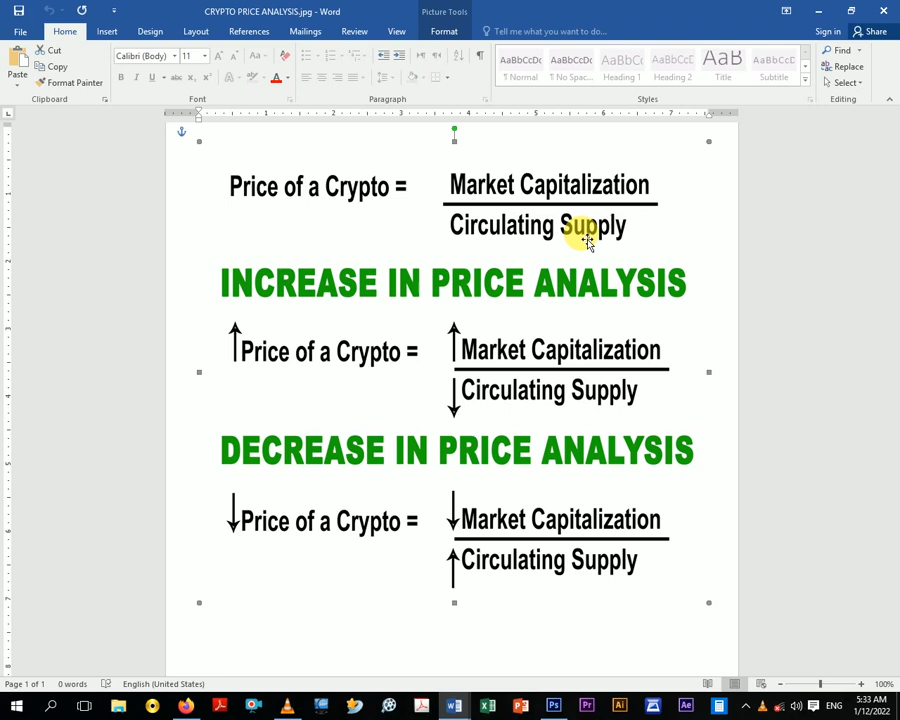 CRYPTO PRICE ANALYSIS.jpg - Word
Picture Tools
File
Home
Insert
Design
Layout
References
Mailings
Review
View
Format
Tell me what you want to do...
Sign in
Share
Paste
Cut
Copy
Format Painter
Clipboard
Calibri (Body)
11
Font
Paragraph
AaBbCcDc
¶ Normal
AaBbCcDc
¶ No Spac...
AaBbCc
Heading 1
AaBbCcC
Heading 2
AaB
Title
AaBbCcC
Subtitle
Styles
Find
Replace
Select
Editing
Price of a Crypto =
Market Capitalization
Circulating Supply
INCREASE IN PRICE ANALYSIS
Price of a Crypto =
Market Capitalization
Circulating Supply
DECREASE IN PRICE ANALYSIS
Price of a Crypto =
Market Capitalization
Circulating Supply
Page 1 of 1
0 words
English (United States)
100%
ENG
5:33 AM
1/12/2022